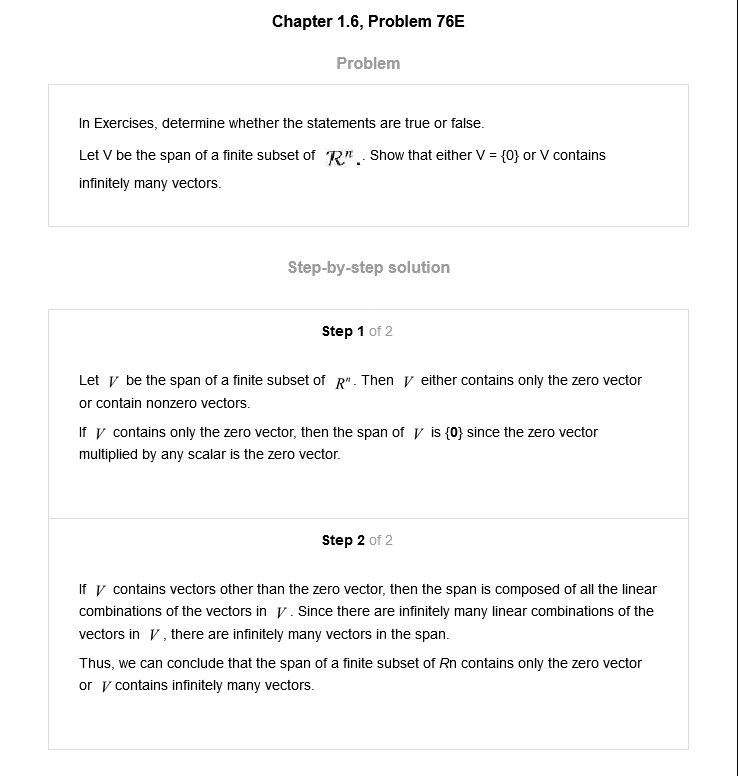 Chapter 1.6, Problem 76E
Problem
In Exercises, determine whether the statements are true or false.
Let V be the span of a finite subset of Rⁿ. . Show that either V = {0} or V contains
infinitely many vectors.
Step-by-step solution
Step 1 of 2
Let V be the span of a finite subset of Rⁿ. Then V either contains only the zero vector
or contain nonzero vectors.
If V contains only the zero vector, then the span of V is {0} since the zero vector
multiplied by any scalar is the zero vector.
Step 2 of 2
If V contains vectors other than the zero vector, then the span is composed of all the linear
combinations of the vectors in V. Since there are infinitely many linear combinations of the
vectors in V, there are infinitely many vectors in the span.
Thus, we can conclude that the span of a finite subset of Rn contains only the zero vector
or V contains infinitely many vectors.